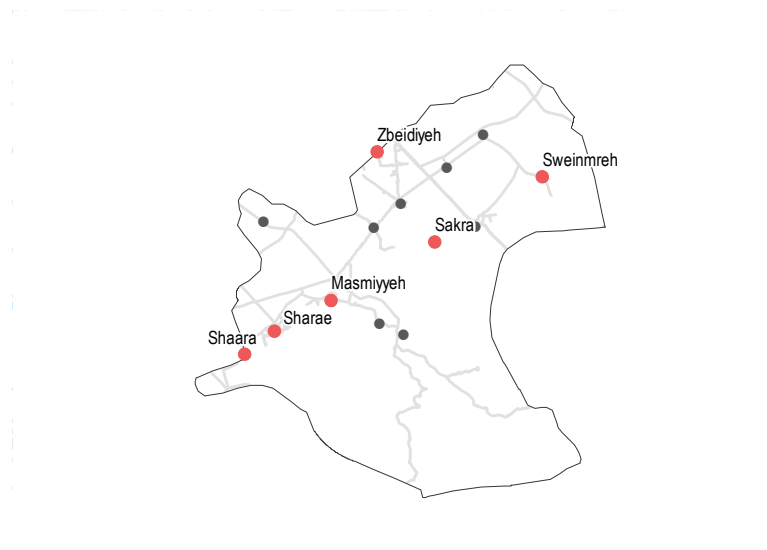 Zbeidiyeh
Sweinmreh
Sakra
Masmiyyeh
Sharae
Shaara